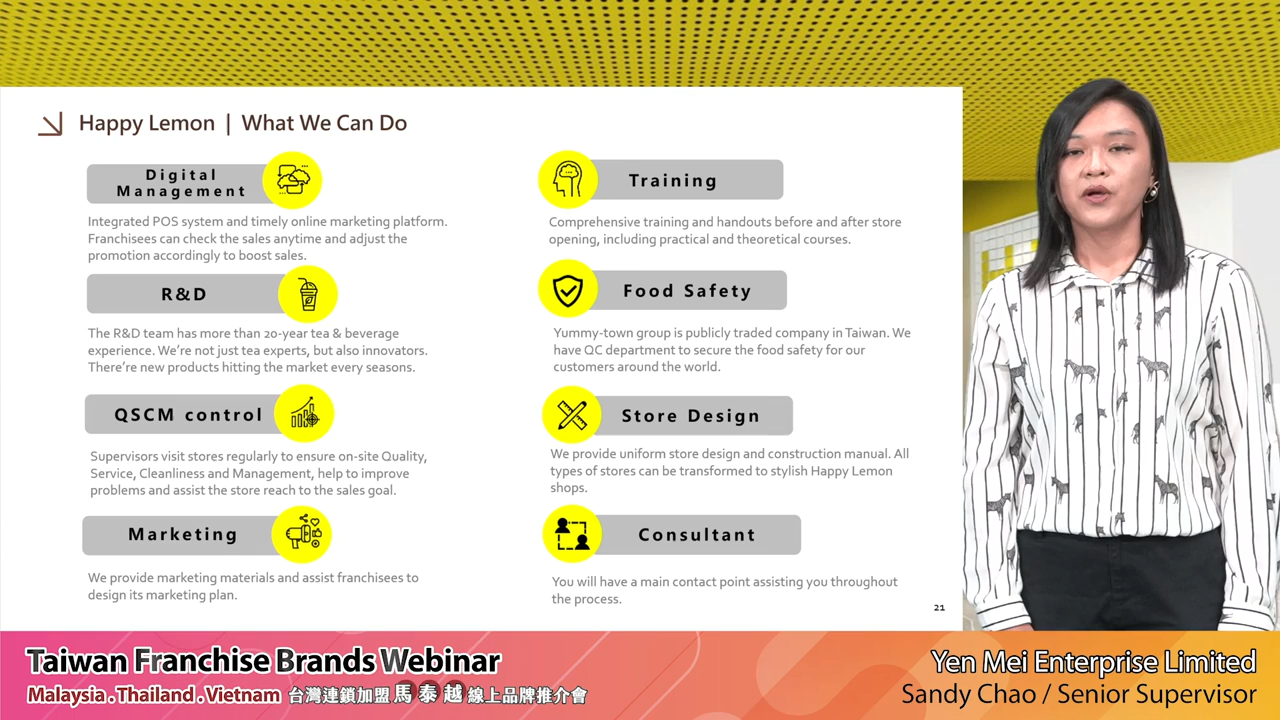 Happy Lemon | What We Can Do
Digital
Management
Integrated POS system and timely online marketing platform.
Franchisees can check the sales anytime and adjust the
promotion accordingly to boost sales.
R&D
The R&D team has more than 20-year tea & beverage
experience. We're not just tea experts, but also innovators.
There're new products hitting the market every seasons.
QSCM control
Supervisors visit stores regularly to ensure on-site Quality,
Service, Cleanliness and Management, help to improve
problems and assist the store reach to the sales goal.
Marketing
We provide marketing materials and assist franchisees to
design its marketing plan.
Training
Comprehensive training and handouts before and after store
opening, including practical and theoretical courses.
Food Safety
Yummy-town group is publicly traded company in Taiwan. We
have QC department to secure the food safety for our
customers around the world.
Store Design
We provide uniform store design and construction manual. All
types of stores can be transformed to stylish Happy Lemon
shops.
Consultant
You will have a main contact point assisting you throughout
the process.
21
Taiwan Franchise Brands Webinar
Malaysia . Thailand . Vietnam 台灣連鎖加盟 馬 泰 越 線上品牌推介會
Yen Mei Enterprise Limited
Sandy Chao / Senior Supervisor